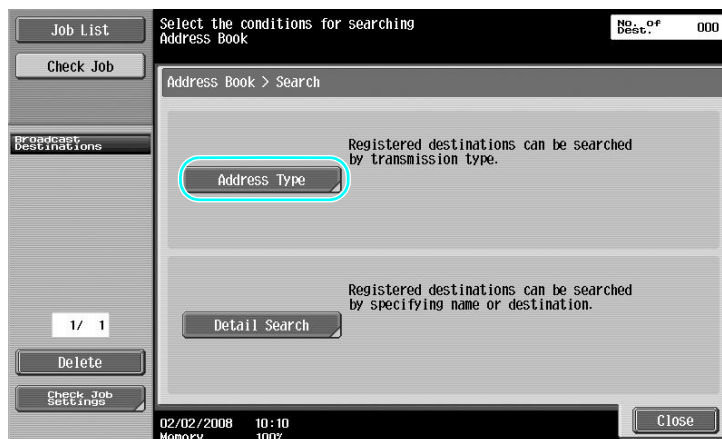 Job List
Check Job
Broadcast
Destinations
1/ 1
Delete
Check Job
Settings
Select the conditions for searching
Address Book
No. of
Dest.
000
Address Book > Search
Registered destinations can be searched
by transmission type.
Address Type
Registered destinations can be searched
by specifying name or destination.
Detail Search
02/02/2008 10:10
Memory 100%
Close